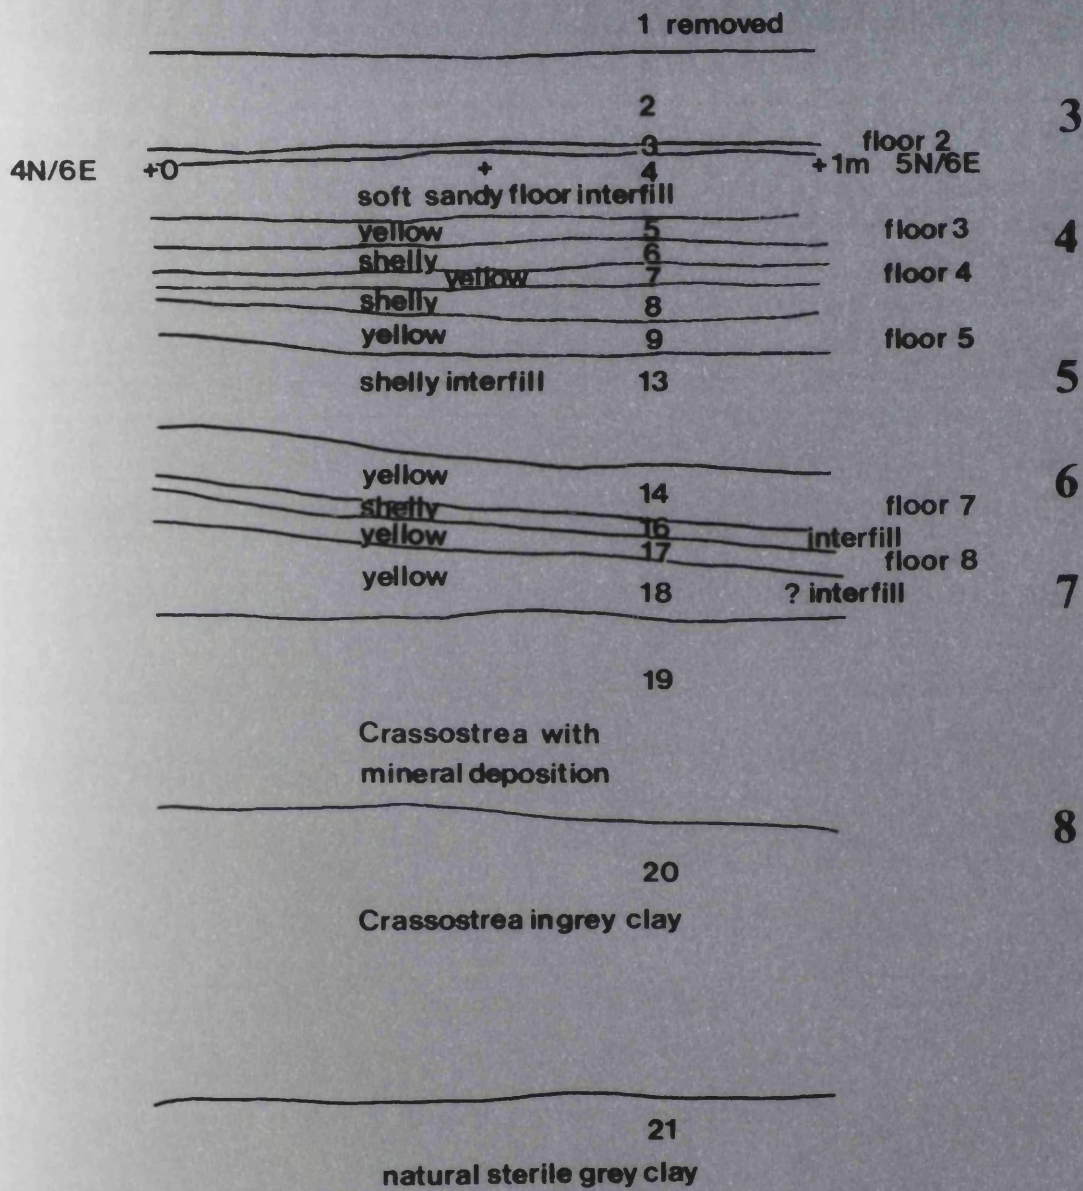 1 removed
2
3
3 floor 2
4N/6E +0 + 4 +1m 5N/6E
soft sandy floor interfill
yellow 5 floor 3 4
shelly 6
yellow 7 floor 4
shelly 8
yellow 9 floor 5
shelly interfill 13 5
yellow 6
14 floor 7
shelly 16 interfill
yellow 17 floor 8
yellow 18 ? interfill 7
19
Crassostrea with
mineral deposition
8
20
Crassostrea in grey clay
21
natural sterile grey clay